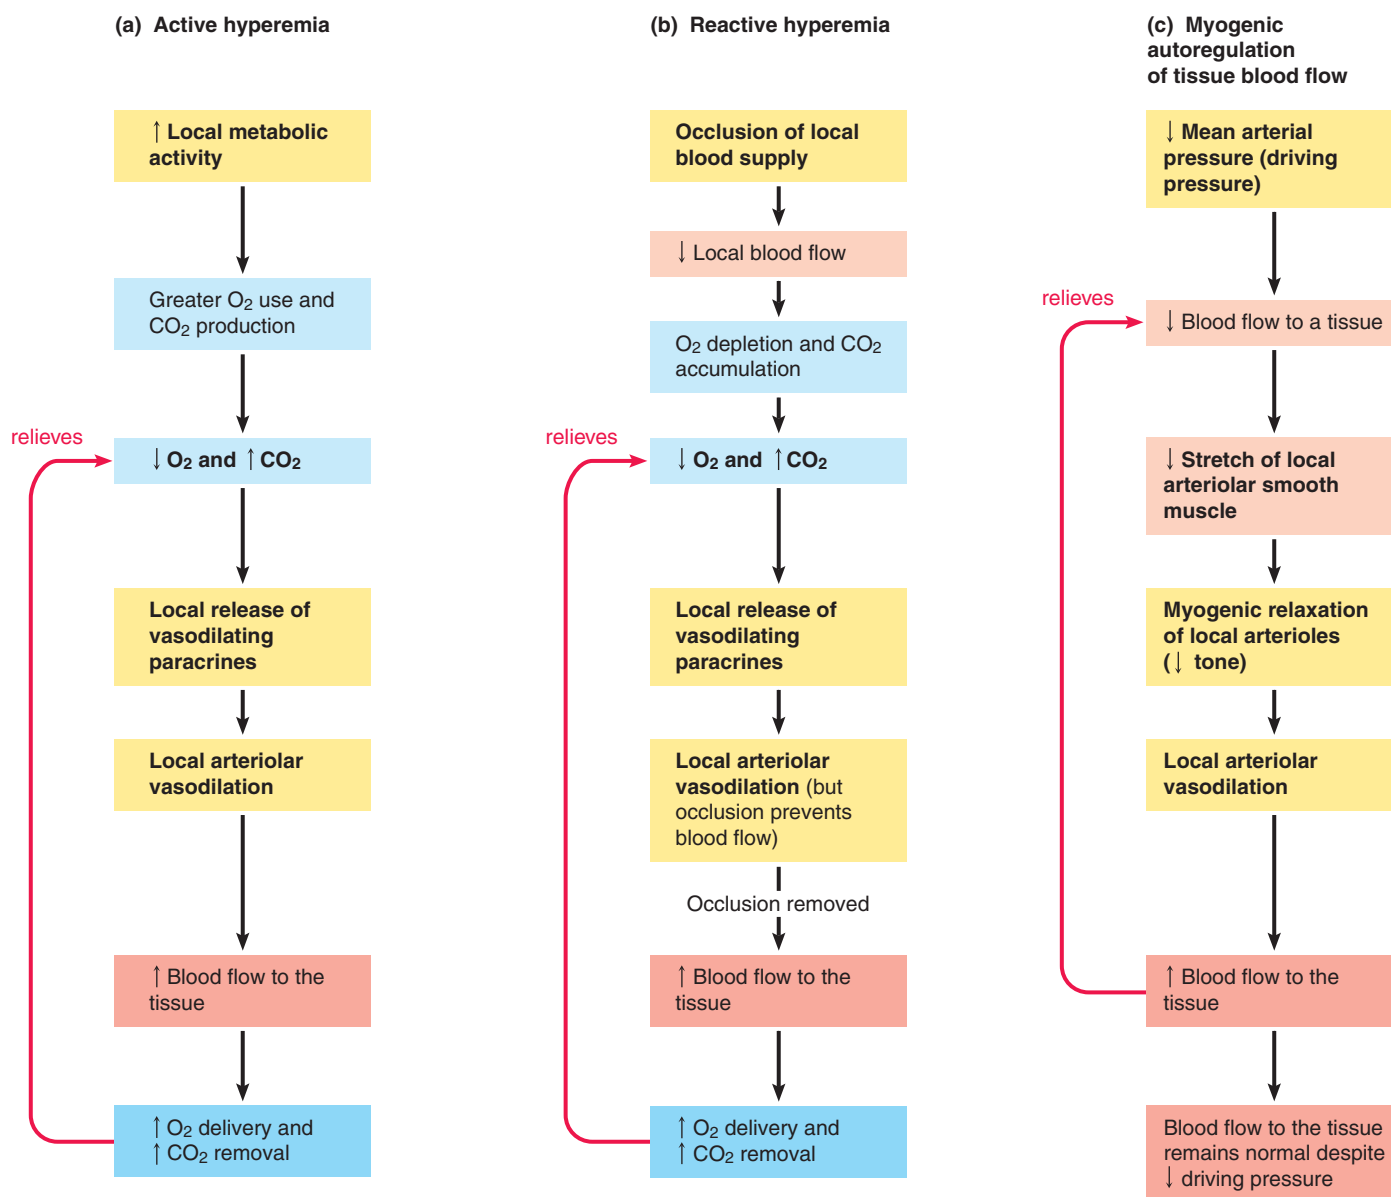 (a) Active hyperemia
↑ Local metabolic
activity
Greater O₂ use and
CO₂ production
relieves
↓ O₂ and ↑ CO₂
Local release of
vasodilating
paracrines
Local arteriolar
vasodilation
↑ Blood flow to the
tissue
↑ O₂ delivery and
↑ CO₂ removal
(b) Reactive hyperemia
Occlusion of local
blood supply
↓ Local blood flow
O₂ depletion and CO₂
accumulation
relieves
↓ O₂ and ↑ CO₂
Local release of
vasodilating
paracrines
Local arteriolar
vasodilation (but
occlusion prevents
blood flow)
Occlusion removed
↑ Blood flow to the
tissue
↑ O₂ delivery and
↑ CO₂ removal
(c) Myogenic
autoregulation
of tissue blood flow
↓ Mean arterial
pressure (driving
pressure)
relieves
↓ Blood flow to a tissue
↓ Stretch of local
arteriolar smooth
muscle
Myogenic relaxation
of local arterioles
(↓ tone)
Local arteriolar
vasodilation
↑ Blood flow to the
tissue
Blood flow to the tissue
remains normal despite
↓ driving pressure